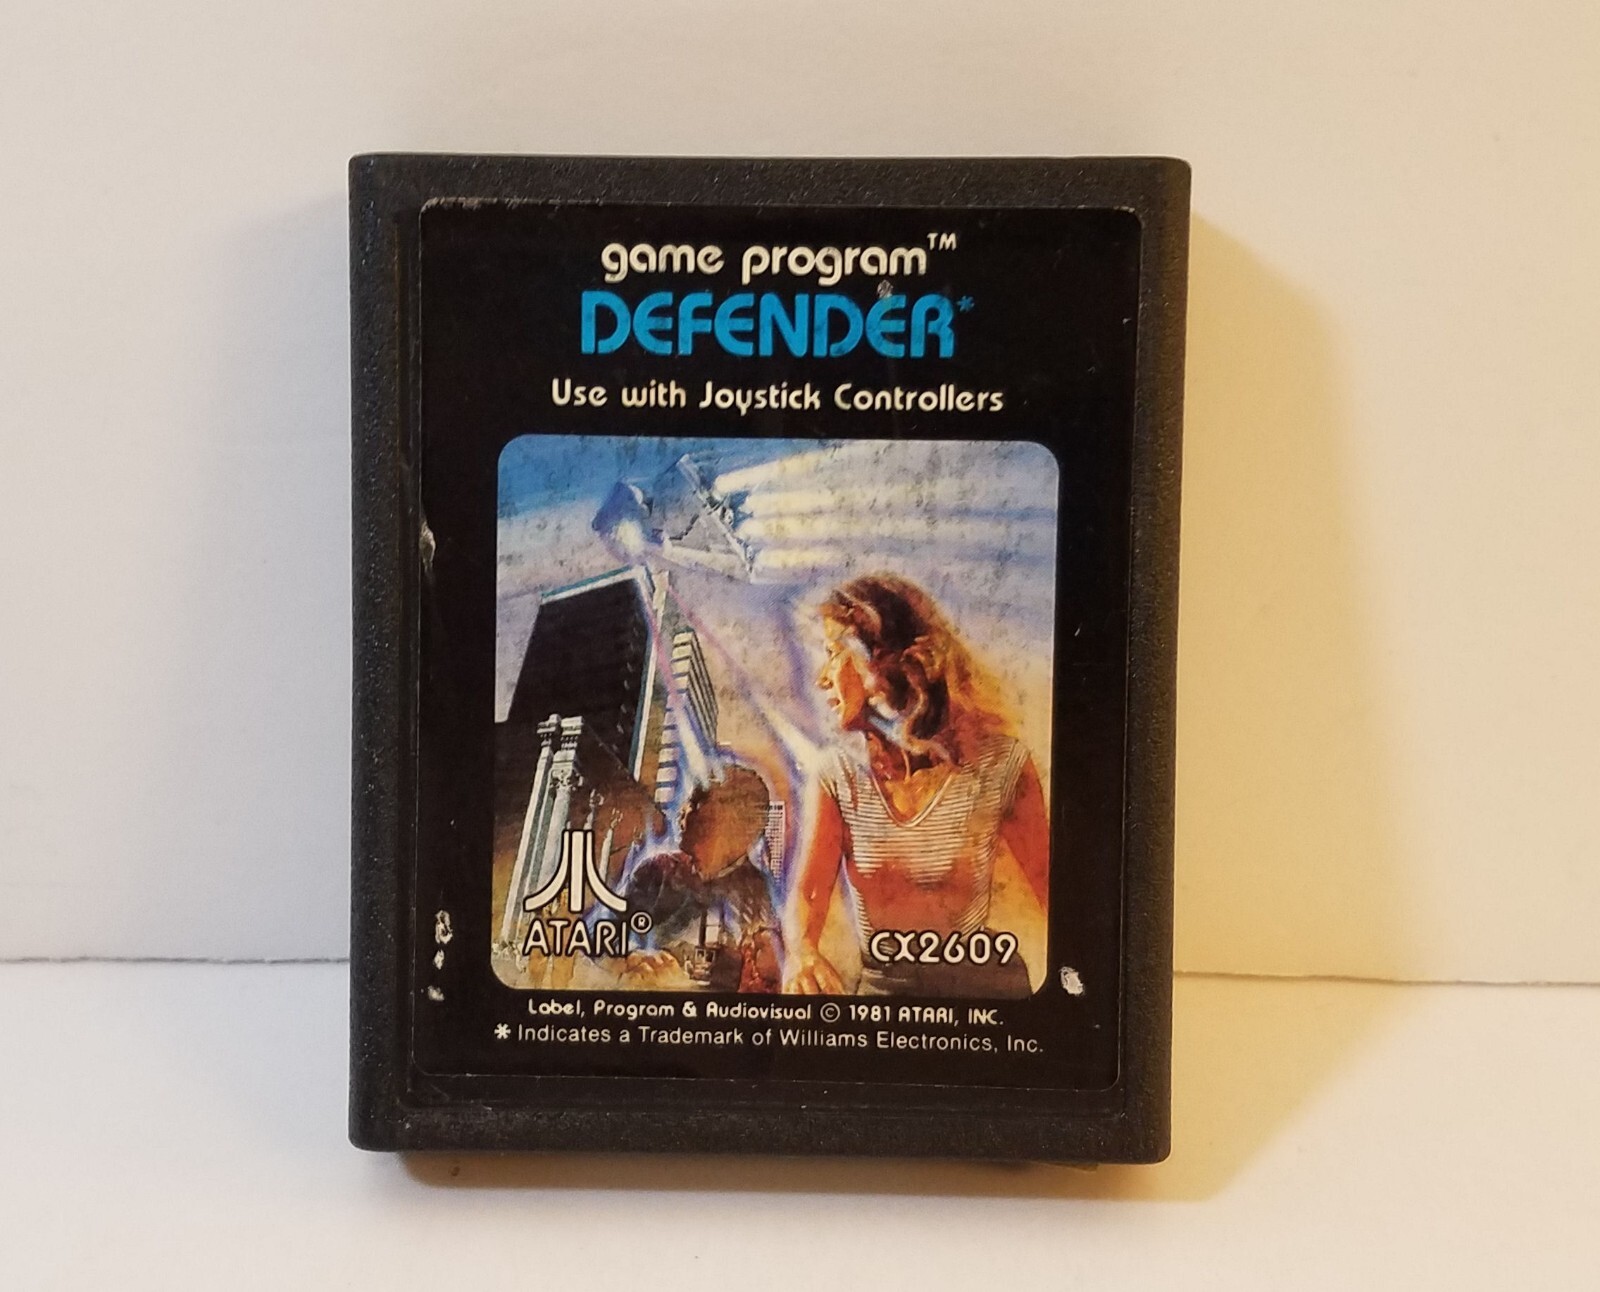 game program™
DEFENDER*
Use with Joystick Controllers
ATARI®
CX2609
Label, Program & Audiovisual © 1981 ATARI, INC.
* Indicates a Trademark of Williams Electronics, Inc.